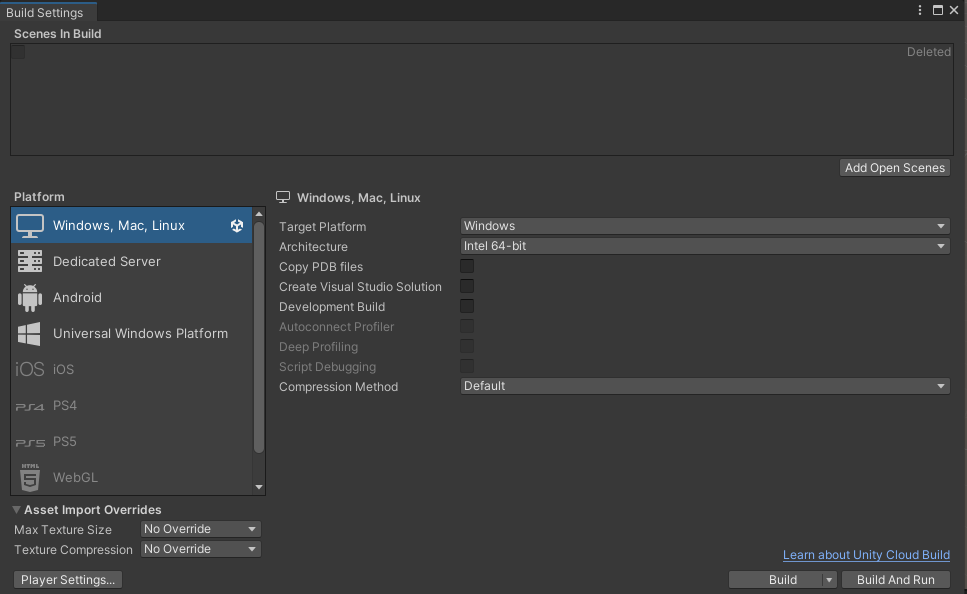 Build Settings
Scenes In Build
Deleted
Add Open Scenes
Platform
Windows, Mac, Linux
Dedicated Server
Android
Universal Windows Platform
iOS iOS
PS4 PS4
PS5 PS5
HTML 5 WebGL
Windows, Mac, Linux
Target Platform Windows
Architecture Intel 64-bit
Copy PDB files
Create Visual Studio Solution
Development Build
Autoconnect Profiler
Deep Profiling
Script Debugging
Compression Method Default
Asset Import Overrides
Max Texture Size No Override
Texture Compression No Override
Learn about Unity Cloud Build
Player Settings... Build Build And Run